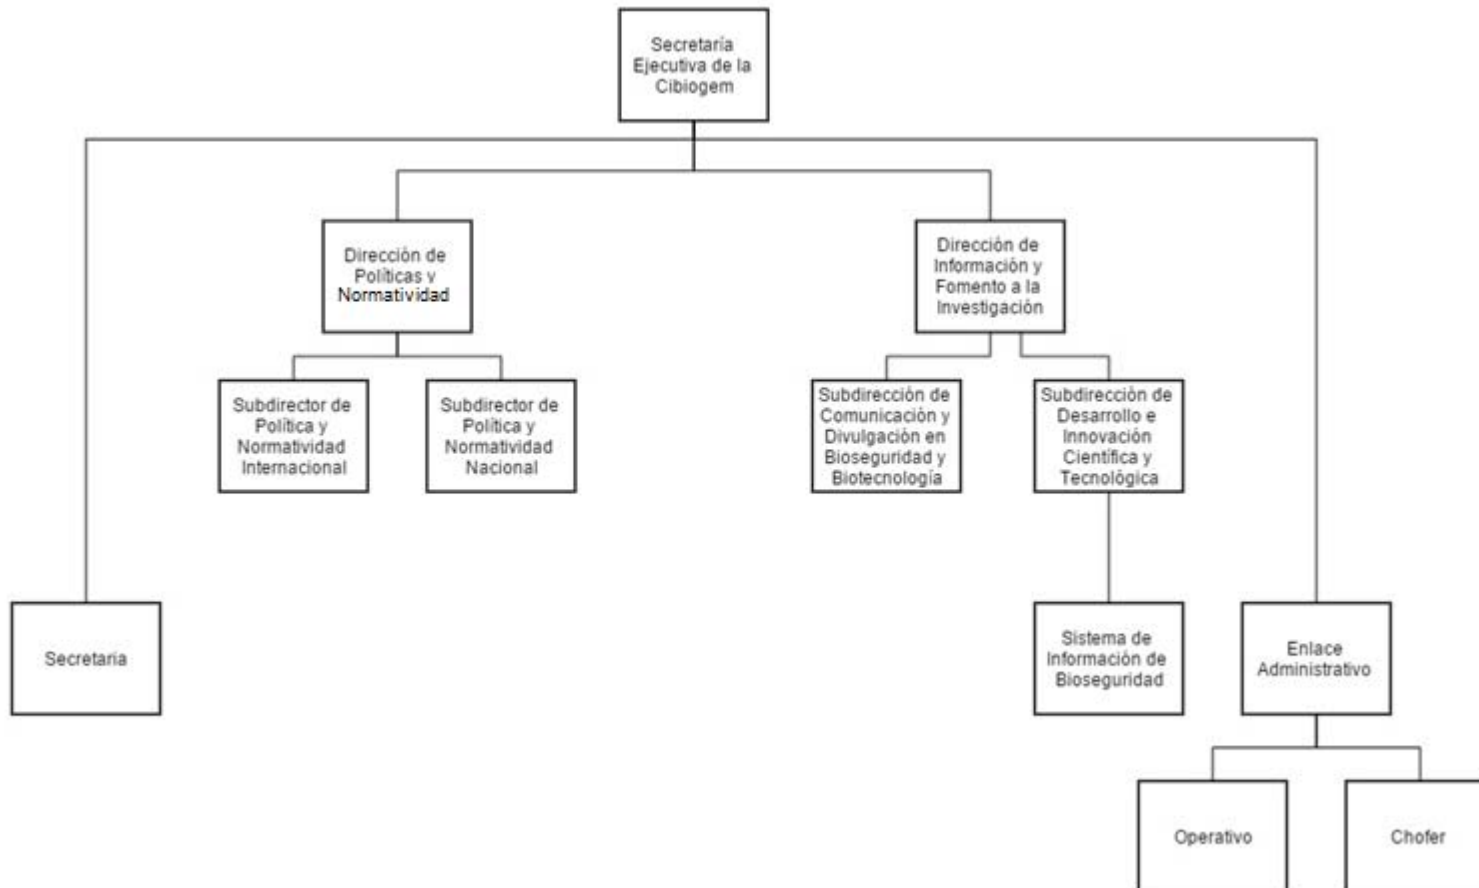 Secretaría
Ejecutiva de la
Cibiogem
Dirección de
Políticas y
Normatividad
Dirección de
Información y
Fomento a la
Investigación
Subdirector de
Política y
Normatividad
Internacional
Subdirector de
Política y
Normatividad
Nacional
Subdirección de
Comunicación y
Divulgación en
Bioseguridad y
Biotecnología
Subdirección de
Desarrollo e
Innovación
Científica y
Tecnológica
Secretaria
Sistema de
Información de
Bioseguridad
Enlace
Administrativo
Operativo
Chofer